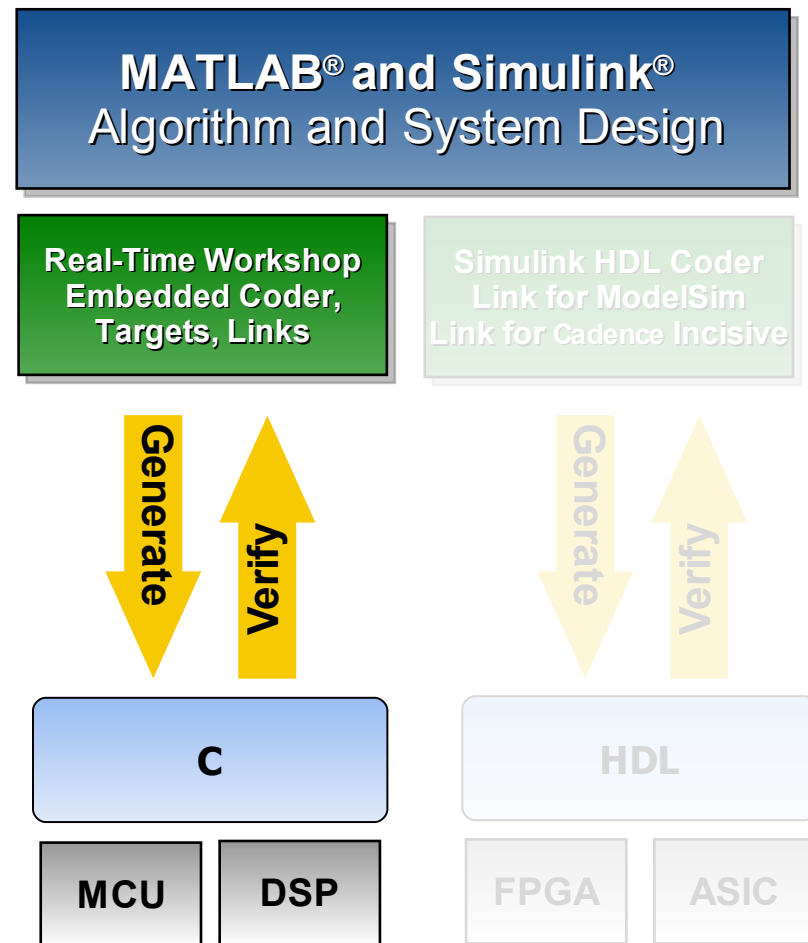 MATLAB® and Simulink®
Algorithm and System Design
Real-Time Workshop
Embedded Coder,
Targets, Links
Simulink HDL Coder
Link for ModelSim
Link for Cadence Incisive
Generate
Verify
Generate
Verify
C
HDL
MCU
DSP
FPGA
ASIC